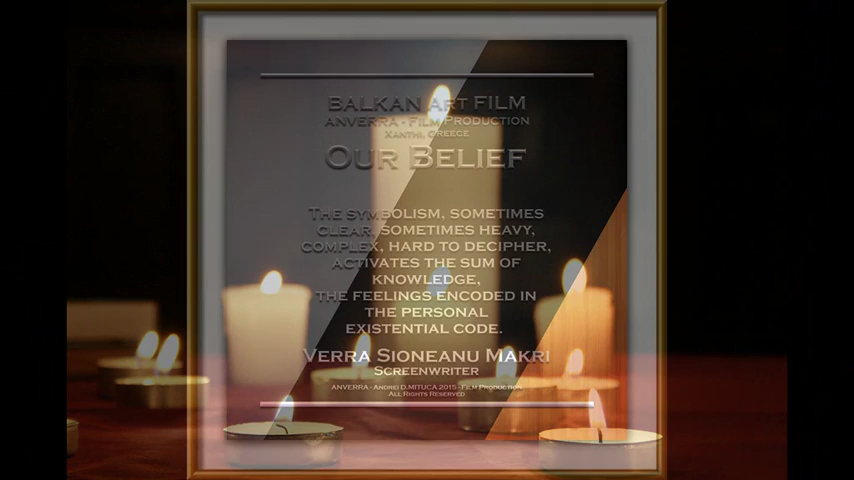 BALKAN ART FILM
ANVERRA - FILM PRODUCTION
XANTHI, GREECE
OUR BELIEF
THE SYMBOLISM, SOMETIMES
CLEAR, SOMETIMES HEAVY,
COMPLEX, HARD TO DECIPHER,
ACTIVATES THE SUM OF
KNOWLEDGE,
THE FEELINGS ENCODED IN
THE PERSONAL
EXISTENTIAL CODE.
VERRA SIONEANU MAKRI
SCREENWRITER
ANVERRA - ANDREI D.MITUCA 2015 - FILM PRODUCTION
ALL RIGHTS RESERVED